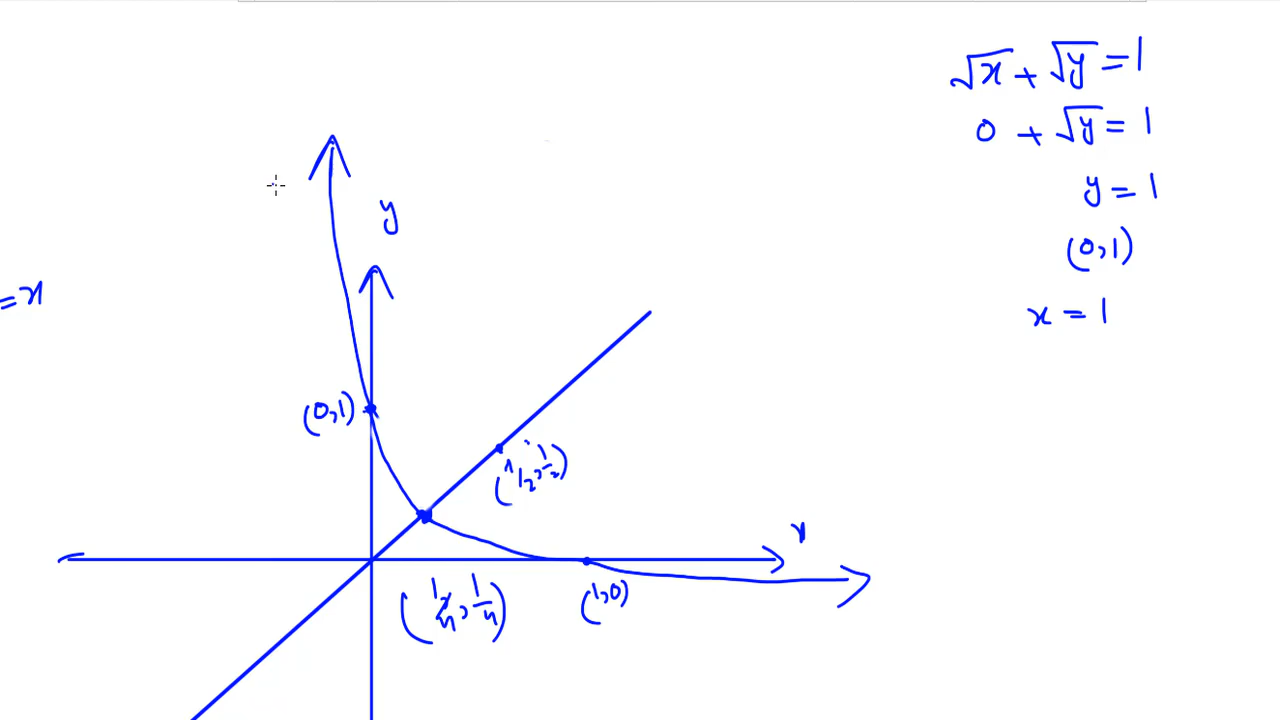 √x + √y = 1
0 + √y = 1
y = 1
(0,1)
x = 1
y
= x
(0,1)
(1/2, 1/2)
x
(1/4, 1/4)
(1,0)